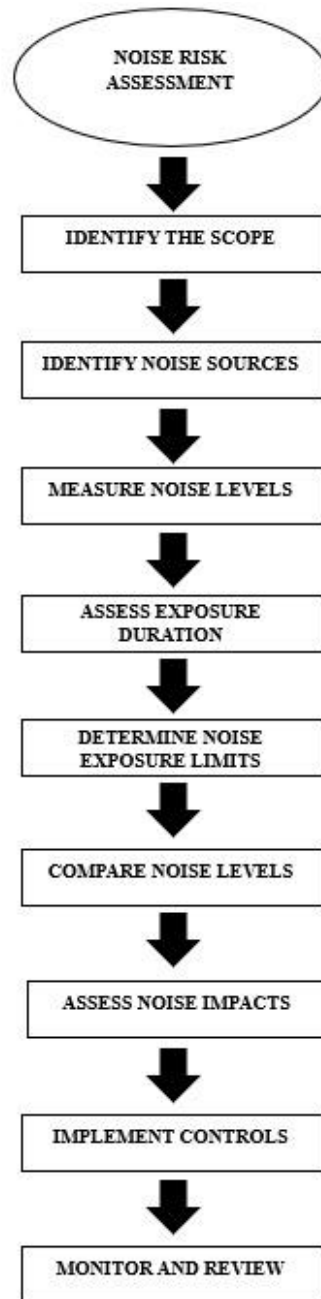 NOISE RISK
ASSESSMENT
IDENTIFY THE SCOPE
IDENTIFY NOISE SOURCES
MEASURE NOISE LEVELS
ASSESS EXPOSURE
DURATION
DETERMINE NOISE
EXPOSURE LIMITS
COMPARE NOISE LEVELS
ASSESS NOISE IMPACTS
IMPLEMENT CONTROLS
MONITOR AND REVIEW